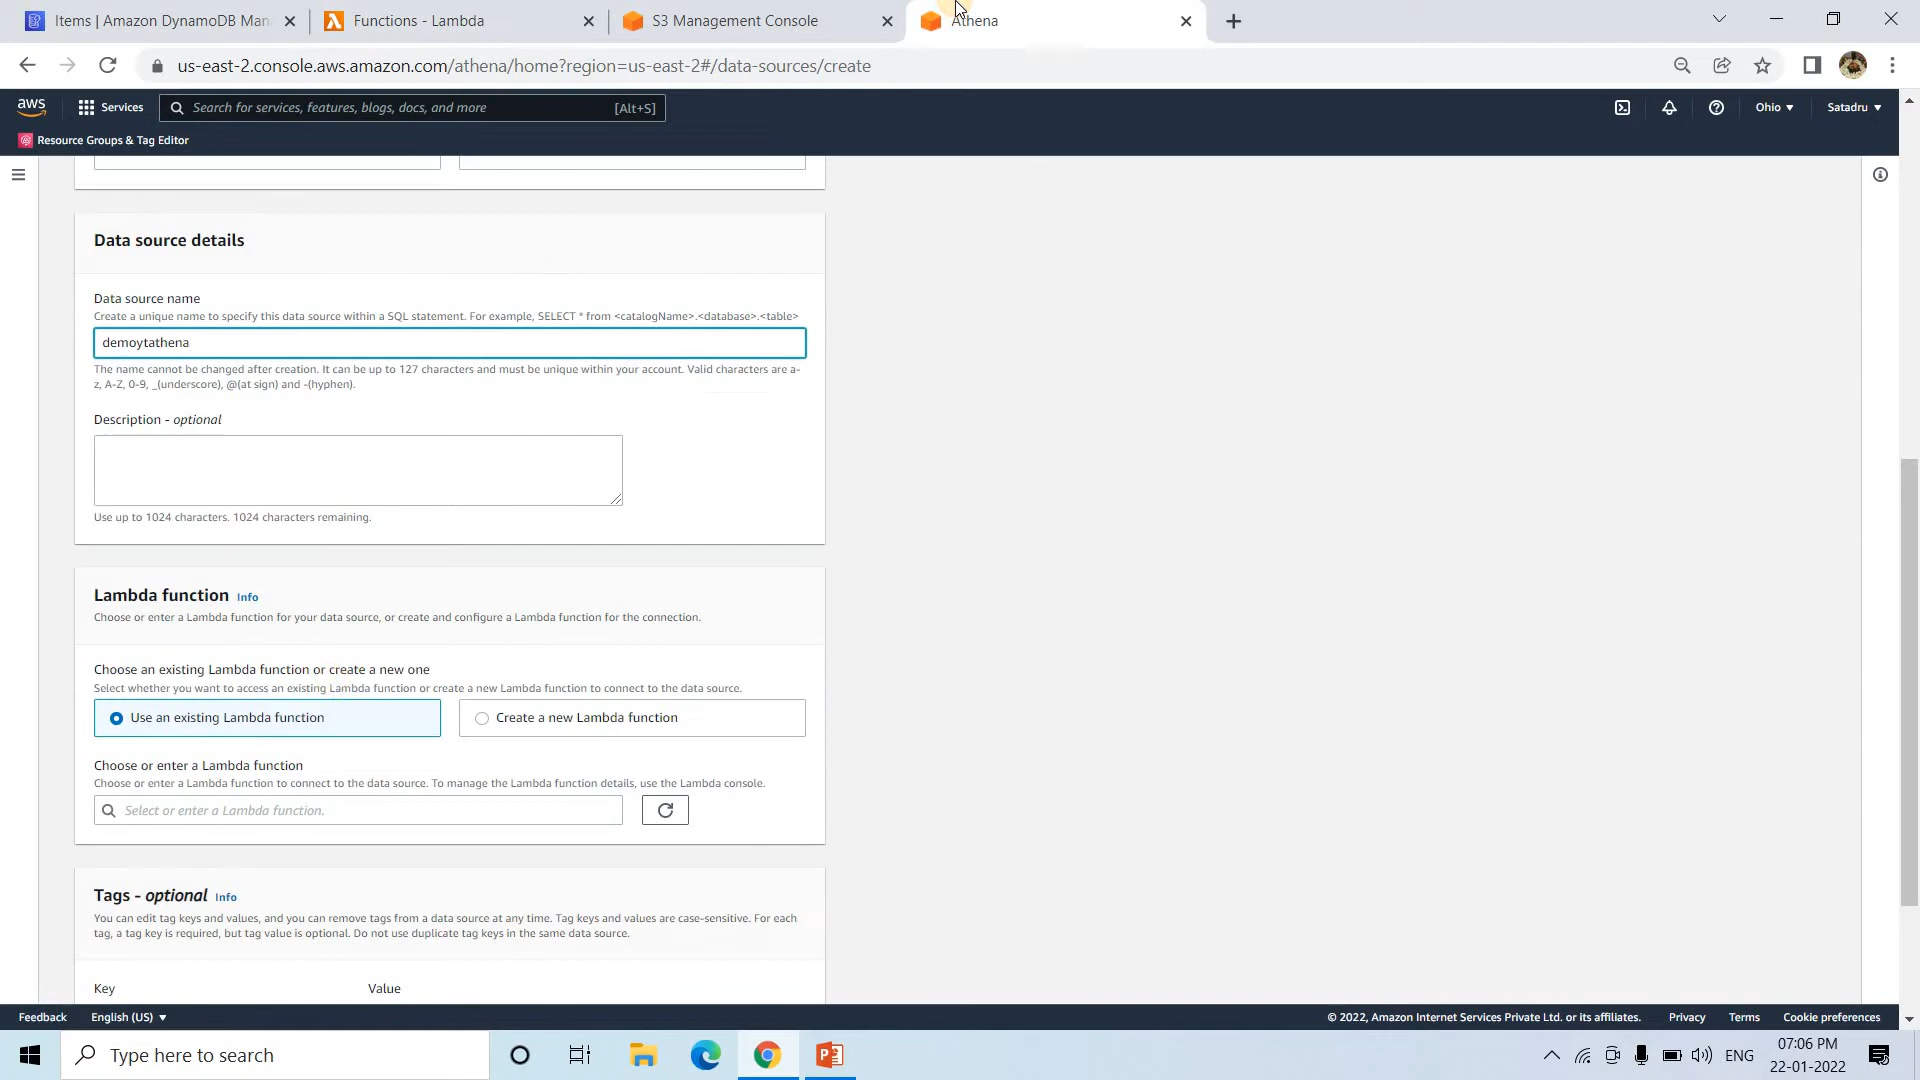 Items | Amazon DynamoDB Man
Functions - Lambda
S3 Management Console
Athena
us-east-2.console.aws.amazon.com/athena/home?region=us-east-2#/data-sources/create
aws
Services
Search for services, features, blogs, docs, and more
[Alt+S]
Ohio
Satadru
Resource Groups & Tag Editor
Data source details
Data source name
Create a unique name to specify this data source within a SQL statement. For example, SELECT * from <catalogName>.<database>.<table>
demoytathena
The name cannot be changed after creation. It can be up to 127 characters and must be unique within your account. Valid characters are a-
z, A-Z, 0-9, _(underscore), @(at sign) and -(hyphen).
Description - optional
Use up to 1024 characters. 1024 characters remaining.
Lambda function Info
Choose or enter a Lambda function for your data source, or create and configure a Lambda function for the connection.
Choose an existing Lambda function or create a new one
Select whether you want to access an existing Lambda function or create a new Lambda function to connect to the data source.
Use an existing Lambda function
Create a new Lambda function
Choose or enter a Lambda function
Choose or enter a Lambda function to connect to the data source. To manage the Lambda function details, use the Lambda console.
Select or enter a Lambda function.
Tags - optional Info
You can edit tag keys and values, and you can remove tags from a data source at any time. Tag keys and values are case-sensitive. For each
tag, a tag key is required, but tag value is optional. Do not use duplicate tag keys in the same data source.
Key
Value
Feedback
English (US)
© 2022, Amazon Internet Services Private Ltd. or its affiliates.
Privacy
Terms
Cookie preferences
Type here to search
ENG
07:06 PM
22-01-2022